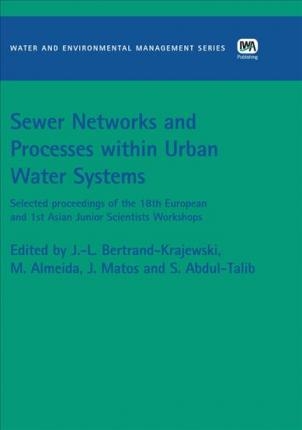 WATER AND ENVIRONMENTAL MANAGEMENT SERIES
IWA
Publishing
Sewer Networks and
Processes within Urban
Water Systems
Selected proceedings of the 18th European
and 1st Asian Junior Scientists Workshops
Edited by J.-L. Bertrand-Krajewski,
M. Almeida, J. Matos and S. Abdul-Talib